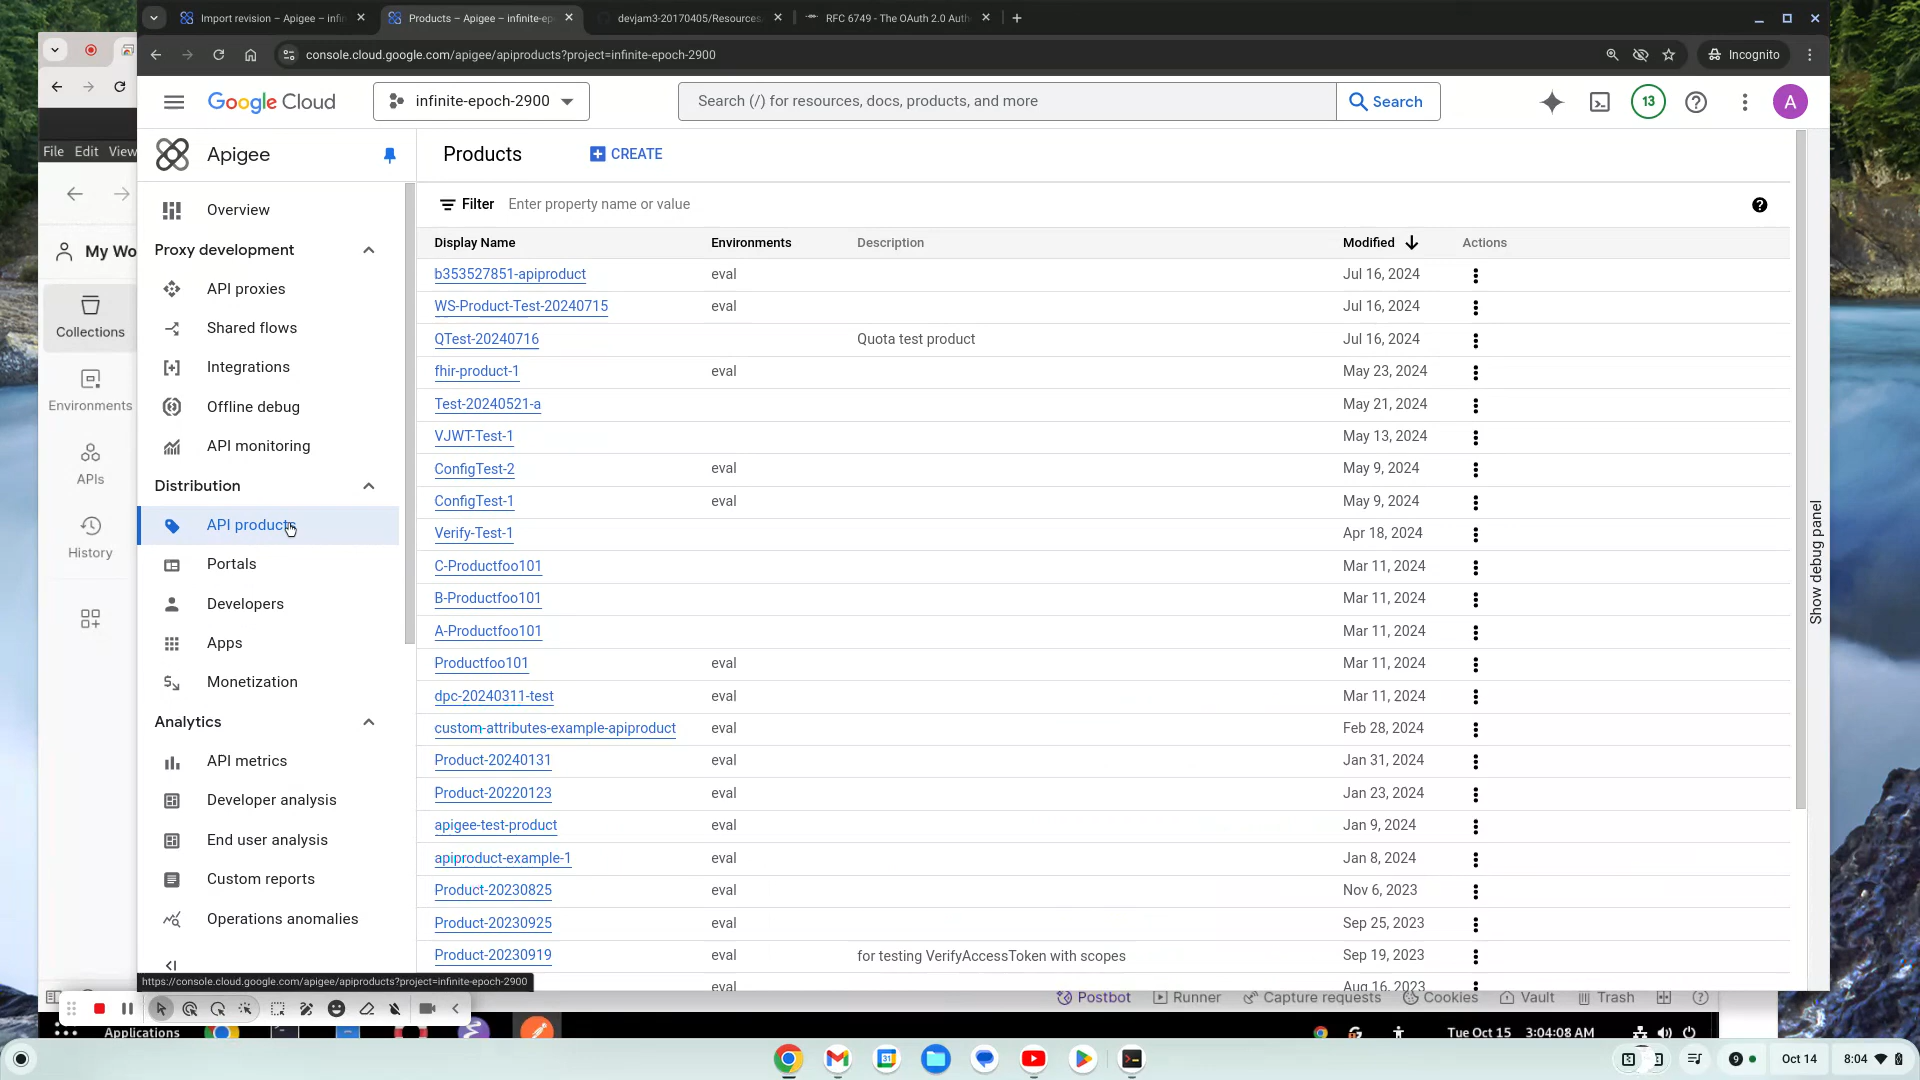 Import revision – Apigee – infin
Products – Apigee – infinite-ep
devjam3-20170405/Resources
RFC 6749 - The OAuth 2.0 Auth
console.cloud.google.com/apigee/apiproducts?project=infinite-epoch-2900
Incognito
Google Cloud
infinite-epoch-2900
Search (/) for resources, docs, products, and more
Search
13
A
File Edit View
My Wo
Collections
Environments
APIs
History
Apigee
Overview
Proxy development
API proxies
Shared flows
Integrations
Offline debug
API monitoring
Distribution
API products
Portals
Developers
Apps
Monetization
Analytics
API metrics
Developer analysis
End user analysis
Custom reports
Operations anomalies
Products
CREATE
Filter Enter property name or value
Display Name Environments Description Modified Actions
b353527851-apiproduct eval Jul 16, 2024
WS-Product-Test-20240715 eval Jul 16, 2024
QTest-20240716 Quota test product Jul 16, 2024
fhir-product-1 eval May 23, 2024
Test-20240521-a May 21, 2024
VJWT-Test-1 May 13, 2024
ConfigTest-2 eval May 9, 2024
ConfigTest-1 eval May 9, 2024
Verify-Test-1 Apr 18, 2024
C-Productfoo101 Mar 11, 2024
B-Productfoo101 Mar 11, 2024
A-Productfoo101 Mar 11, 2024
Productfoo101 eval Mar 11, 2024
dpc-20240311-test eval Mar 11, 2024
custom-attributes-example-apiproduct eval Feb 28, 2024
Product-20240131 eval Jan 31, 2024
Product-20220123 eval Jan 23, 2024
apigee-test-product eval Jan 9, 2024
apiproduct-example-1 eval Jan 8, 2024
Product-20230825 eval Nov 6, 2023
Product-20230925 eval Sep 25, 2023
Product-20230919 eval for testing VerifyAccessToken with scopes Sep 19, 2023
eval Aug 16, 2023
Show debug panel
https://console.cloud.google.com/apigee/apiproducts?project=infinite-epoch-2900
Postbot Runner Capture requests Cookies Vault Trash
Applications
Tue Oct 15 3:04:08 AM
31
9
Oct 14
8:04